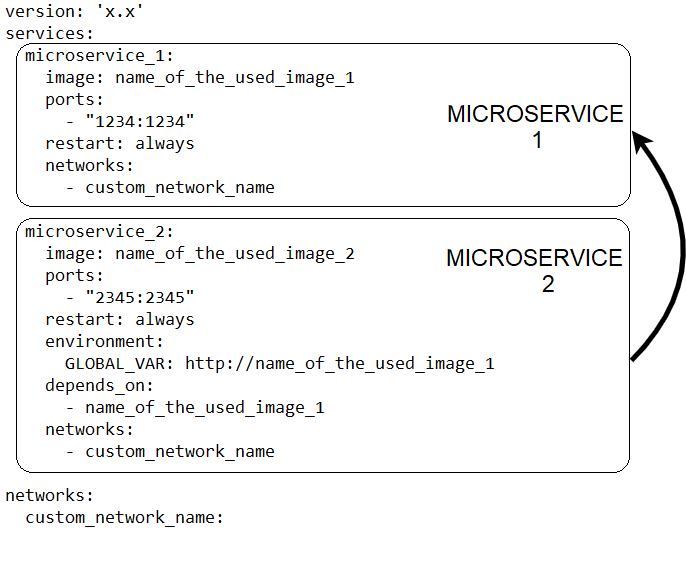 version: 'x.x'
services:
  microservice_1:
    image: name_of_the_used_image_1
    ports:
      - "1234:1234"
    restart: always
    networks:
      - custom_network_name
MICROSERVICE
1
  microservice_2:
    image: name_of_the_used_image_2
    ports:
      - "2345:2345"
    restart: always
    environment:
      GLOBAL_VAR: http://name_of_the_used_image_1
    depends_on:
      - name_of_the_used_image_1
    networks:
      - custom_network_name
MICROSERVICE
2
networks:
  custom_network_name: